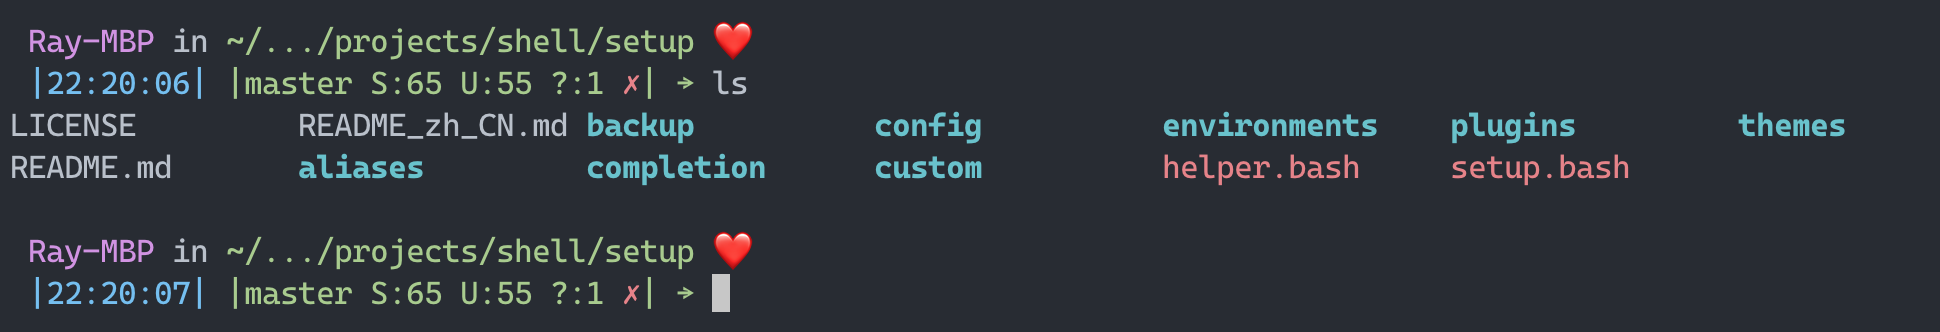 Ray-MBP in ~/.../projects/shell/setup ❤️
|22:20:06| |master S:65 U:55 ?:1 ✗| → ls
LICENSE README_zh_CN.md backup config environments plugins themes
README.md aliases completion custom helper.bash setup.bash
Ray-MBP in ~/.../projects/shell/setup ❤️
|22:20:07| |master S:65 U:55 ?:1 ✗| →